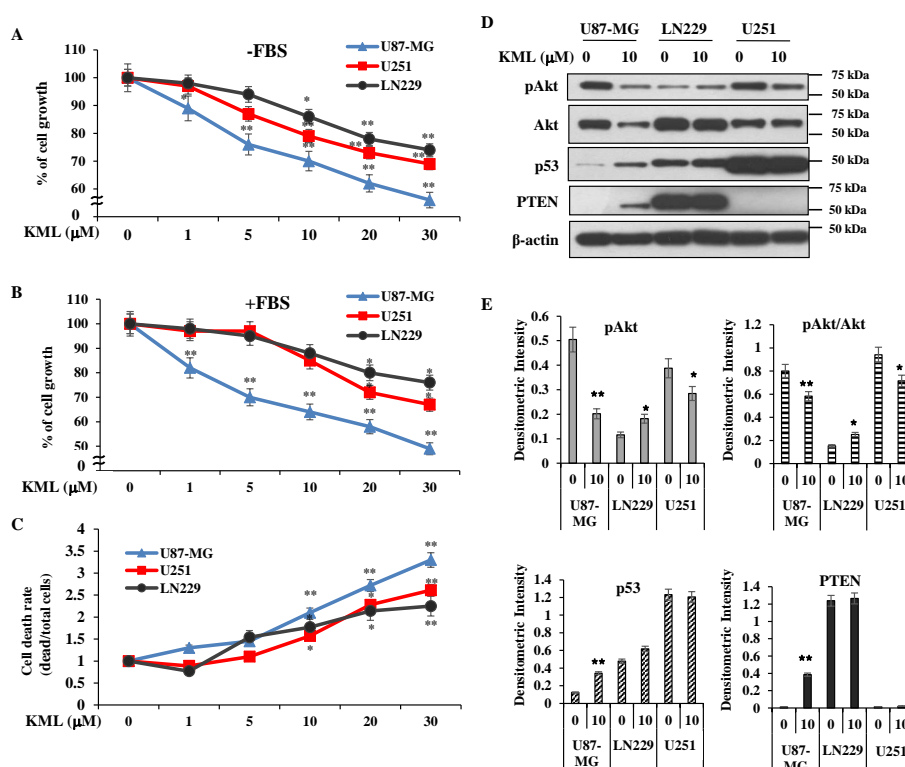 A
-FBS
U87-MG
U251
LN229
% of cell growth
110
100
90
80
70
60
0
*
**
**
**
**
**
**
**
*
**
**
**
**
KML (µM)
0 1 5 10 20 30
B
+FBS
U87-MG
U251
LN229
% of cell growth
110
100
90
80
70
60
50
0
**
**
**
**
**
*
*
*
*
KML (µM)
0 1 5 10 20 30
C
U87-MG
U251
LN229
Cell death rate
(dead/total cells)
4
3.5
3
2.5
2
1.5
1
0.5
0
**
*
*
**
*
*
**
**
**
KML (µM)
0 1 5 10 20 30
D
U87-MG LN229 U251
KML 0 10 0 10 0 10
(µM)
pAkt 75 kDa
50 kDa
Akt 75 kDa
50 kDa
p53 50 kDa
PTEN 75 kDa
50 kDa
β-actin 50 kDa
E
pAkt
Densitometric Intensity
0.6
0.5
0.4
0.3
0.2
0.1
0
**
*
*
0 10 0 10 0 10
U87-
MG LN229 U251
pAkt/Akt
Densitometric Intensity
1.2
1
0.8
0.6
0.4
0.2
0
**
*
*
0 10 0 10 0 10
U87-
MG LN229 U251
p53
Densitometric Intensity
1.2
1
0.8
0.6
0.4
0.2
0
**
0 10 0 10 0 10
U87-
MG LN229 U251
PTEN
Densitometric Intensity
1.2
1
0.8
0.6
0.4
0.2
0
**
0 10 0 10 0 10
U87-
MG LN229 U251